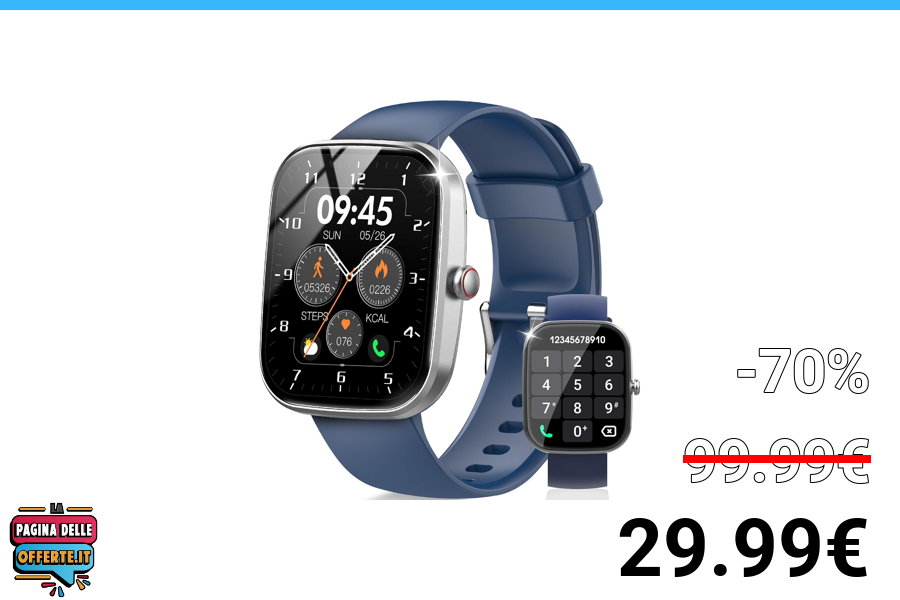 11 12 1
09:45
10 2
SUN 05/26
9 3
05326 0226
STEPS KCAL
8 4
076
7 6 5
12345678910
1 2 3
4 5 6
7* 8 9#
0+
-70%
99.99€
29.99€
LA
PAGINA DELLE
OFFERTE.IT